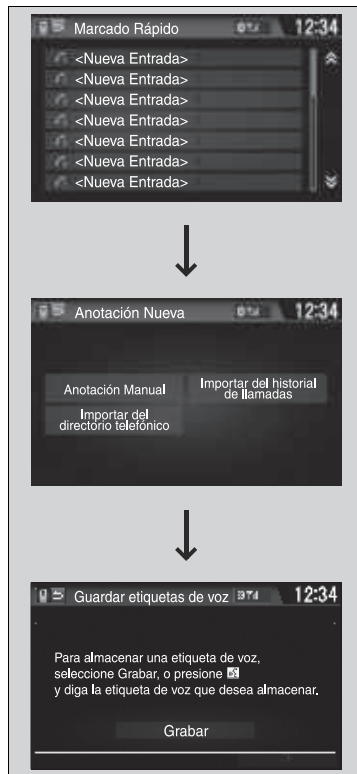 Marcado Rápido 12:34
<Nueva Entrada>
<Nueva Entrada>
<Nueva Entrada>
<Nueva Entrada>
<Nueva Entrada>
<Nueva Entrada>
<Nueva Entrada>
Anotación Nueva 12:34
Anotación Manual
Importar del historial
de llamadas
Importar del
directorio telefónico
Guardar etiquetas de voz 12:34
Para almacenar una etiqueta de voz,
seleccione Grabar, o presione
y diga la etiqueta de voz que desea almacenar.
Grabar